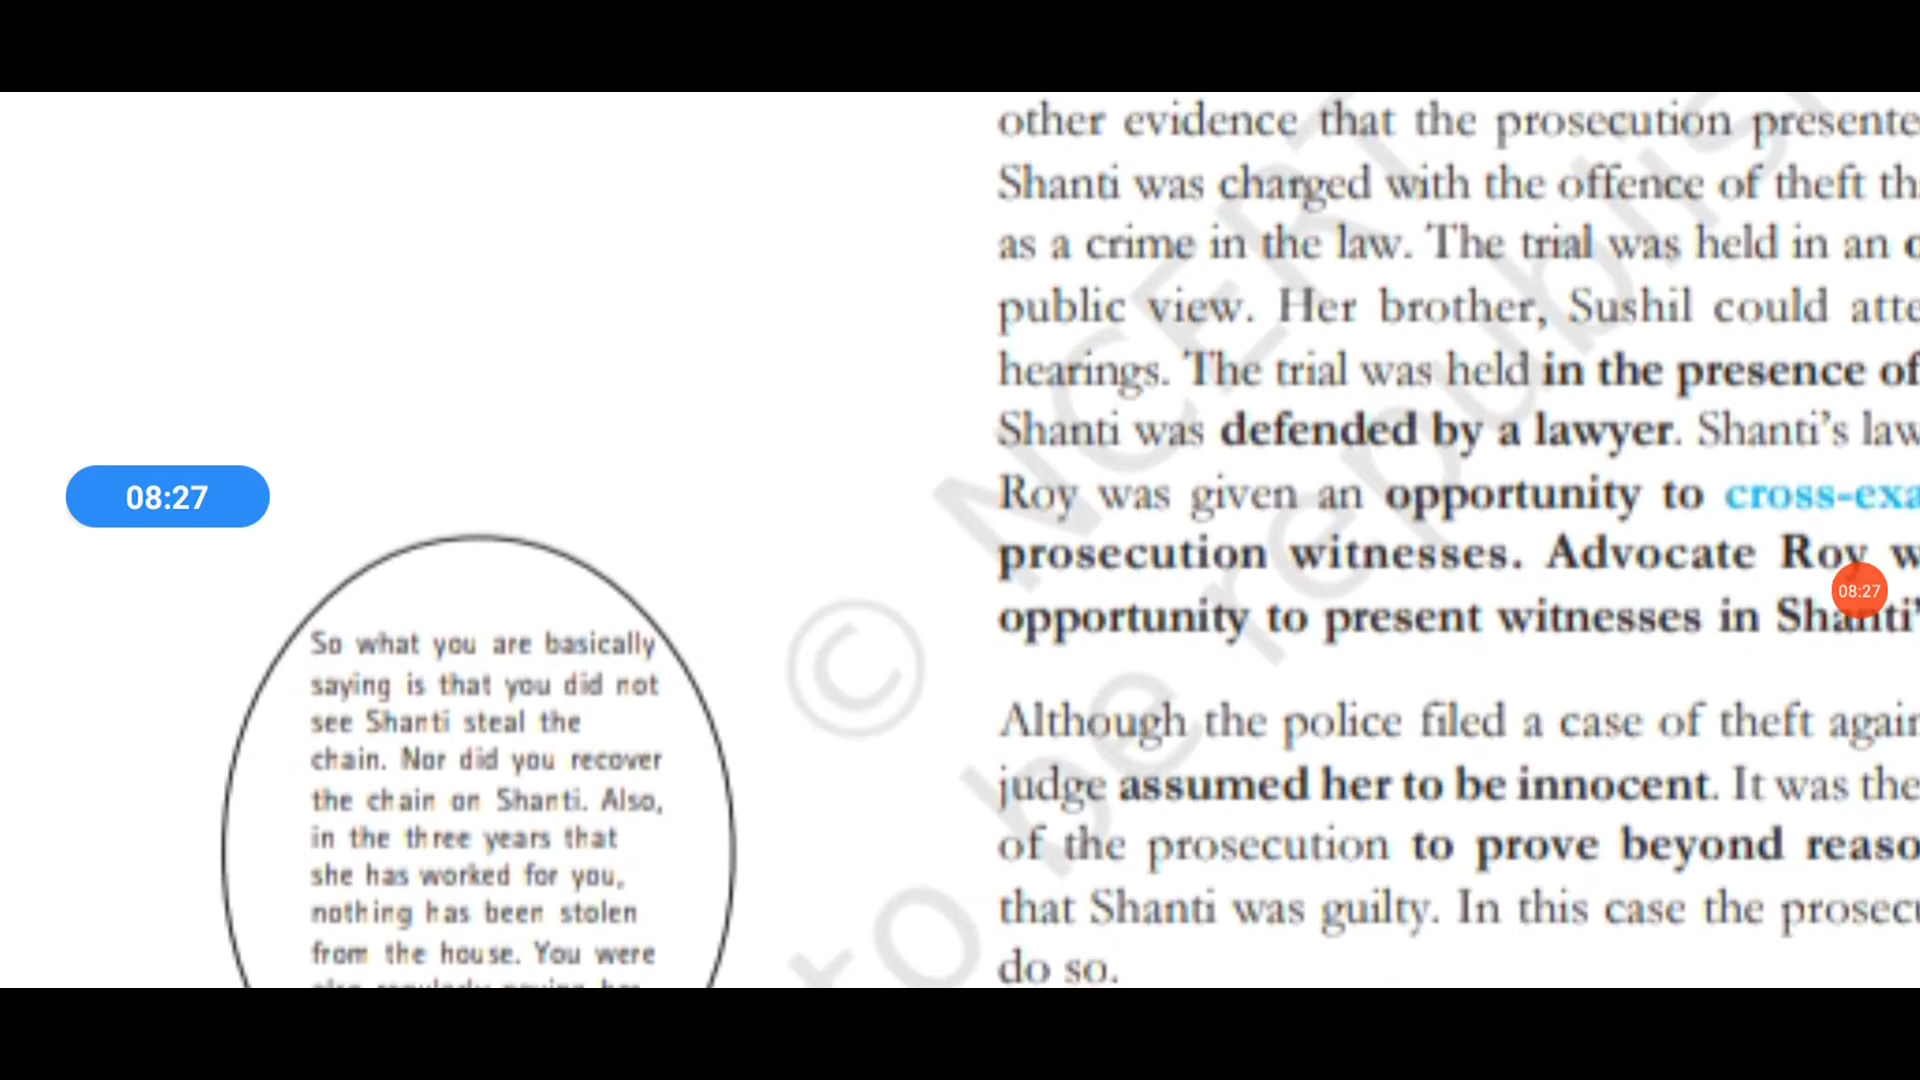 other evidence that the prosecution presente
Shanti was charged with the offence of theft th
as a crime in the law. The trial was held in an o
public view. Her brother, Sushil could atte
hearings. The trial was held in the presence of
Shanti was defended by a lawyer. Shanti's law
Roy was given an opportunity to cross-exa
prosecution witnesses. Advocate Roy w
opportunity to present witnesses in Shanti'
Although the police filed a case of theft again
judge assumed her to be innocent. It was the
of the prosecution to prove beyond reaso
that Shanti was guilty. In this case the prosecu
do so.
08:27
08:27
So what you are basically
saying is that you did not
see Shanti steal the
chain. Nor did you recover
the chain on Shanti. Also,
in the three years that
she has worked for you,
nothing has been stolen
from the house. You were
© NCERT
to be republis